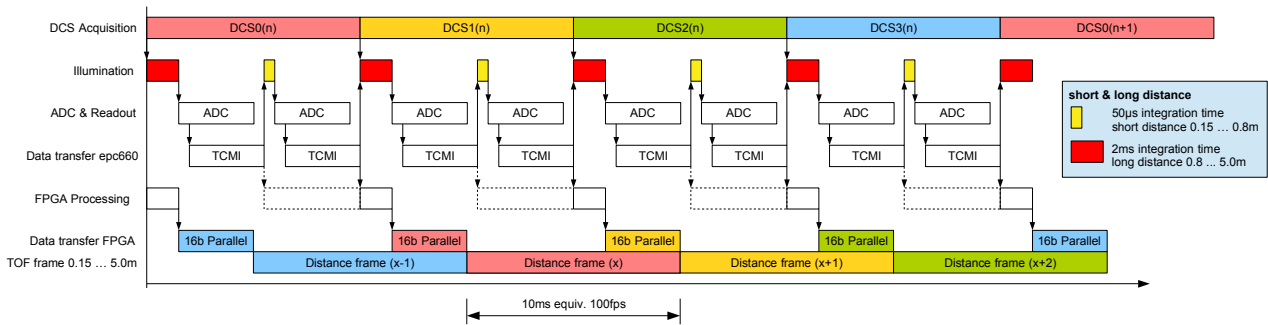 DCS Acquisition DCS0(n) DCS1(n) DCS2(n) DCS3(n) DCS0(n+1)
Illumination
short & long distance
50µs integration time
short distance 0.15 … 0.8m
2ms integration time
long distance 0.8 ... 5.0m
ADC & Readout ADC ADC ADC ADC ADC ADC ADC ADC
Data transfer epc660 TCMI TCMI TCMI TCMI TCMI TCMI TCMI TCMI
FPGA Processing
Data transfer FPGA 16b Parallel 16b Parallel 16b Parallel 16b Parallel 16b Parallel
TOF frame 0.15 … 5.0m Distance frame (x-1) Distance frame (x) Distance frame (x+1) Distance frame (x+2)
10ms equiv. 100fps